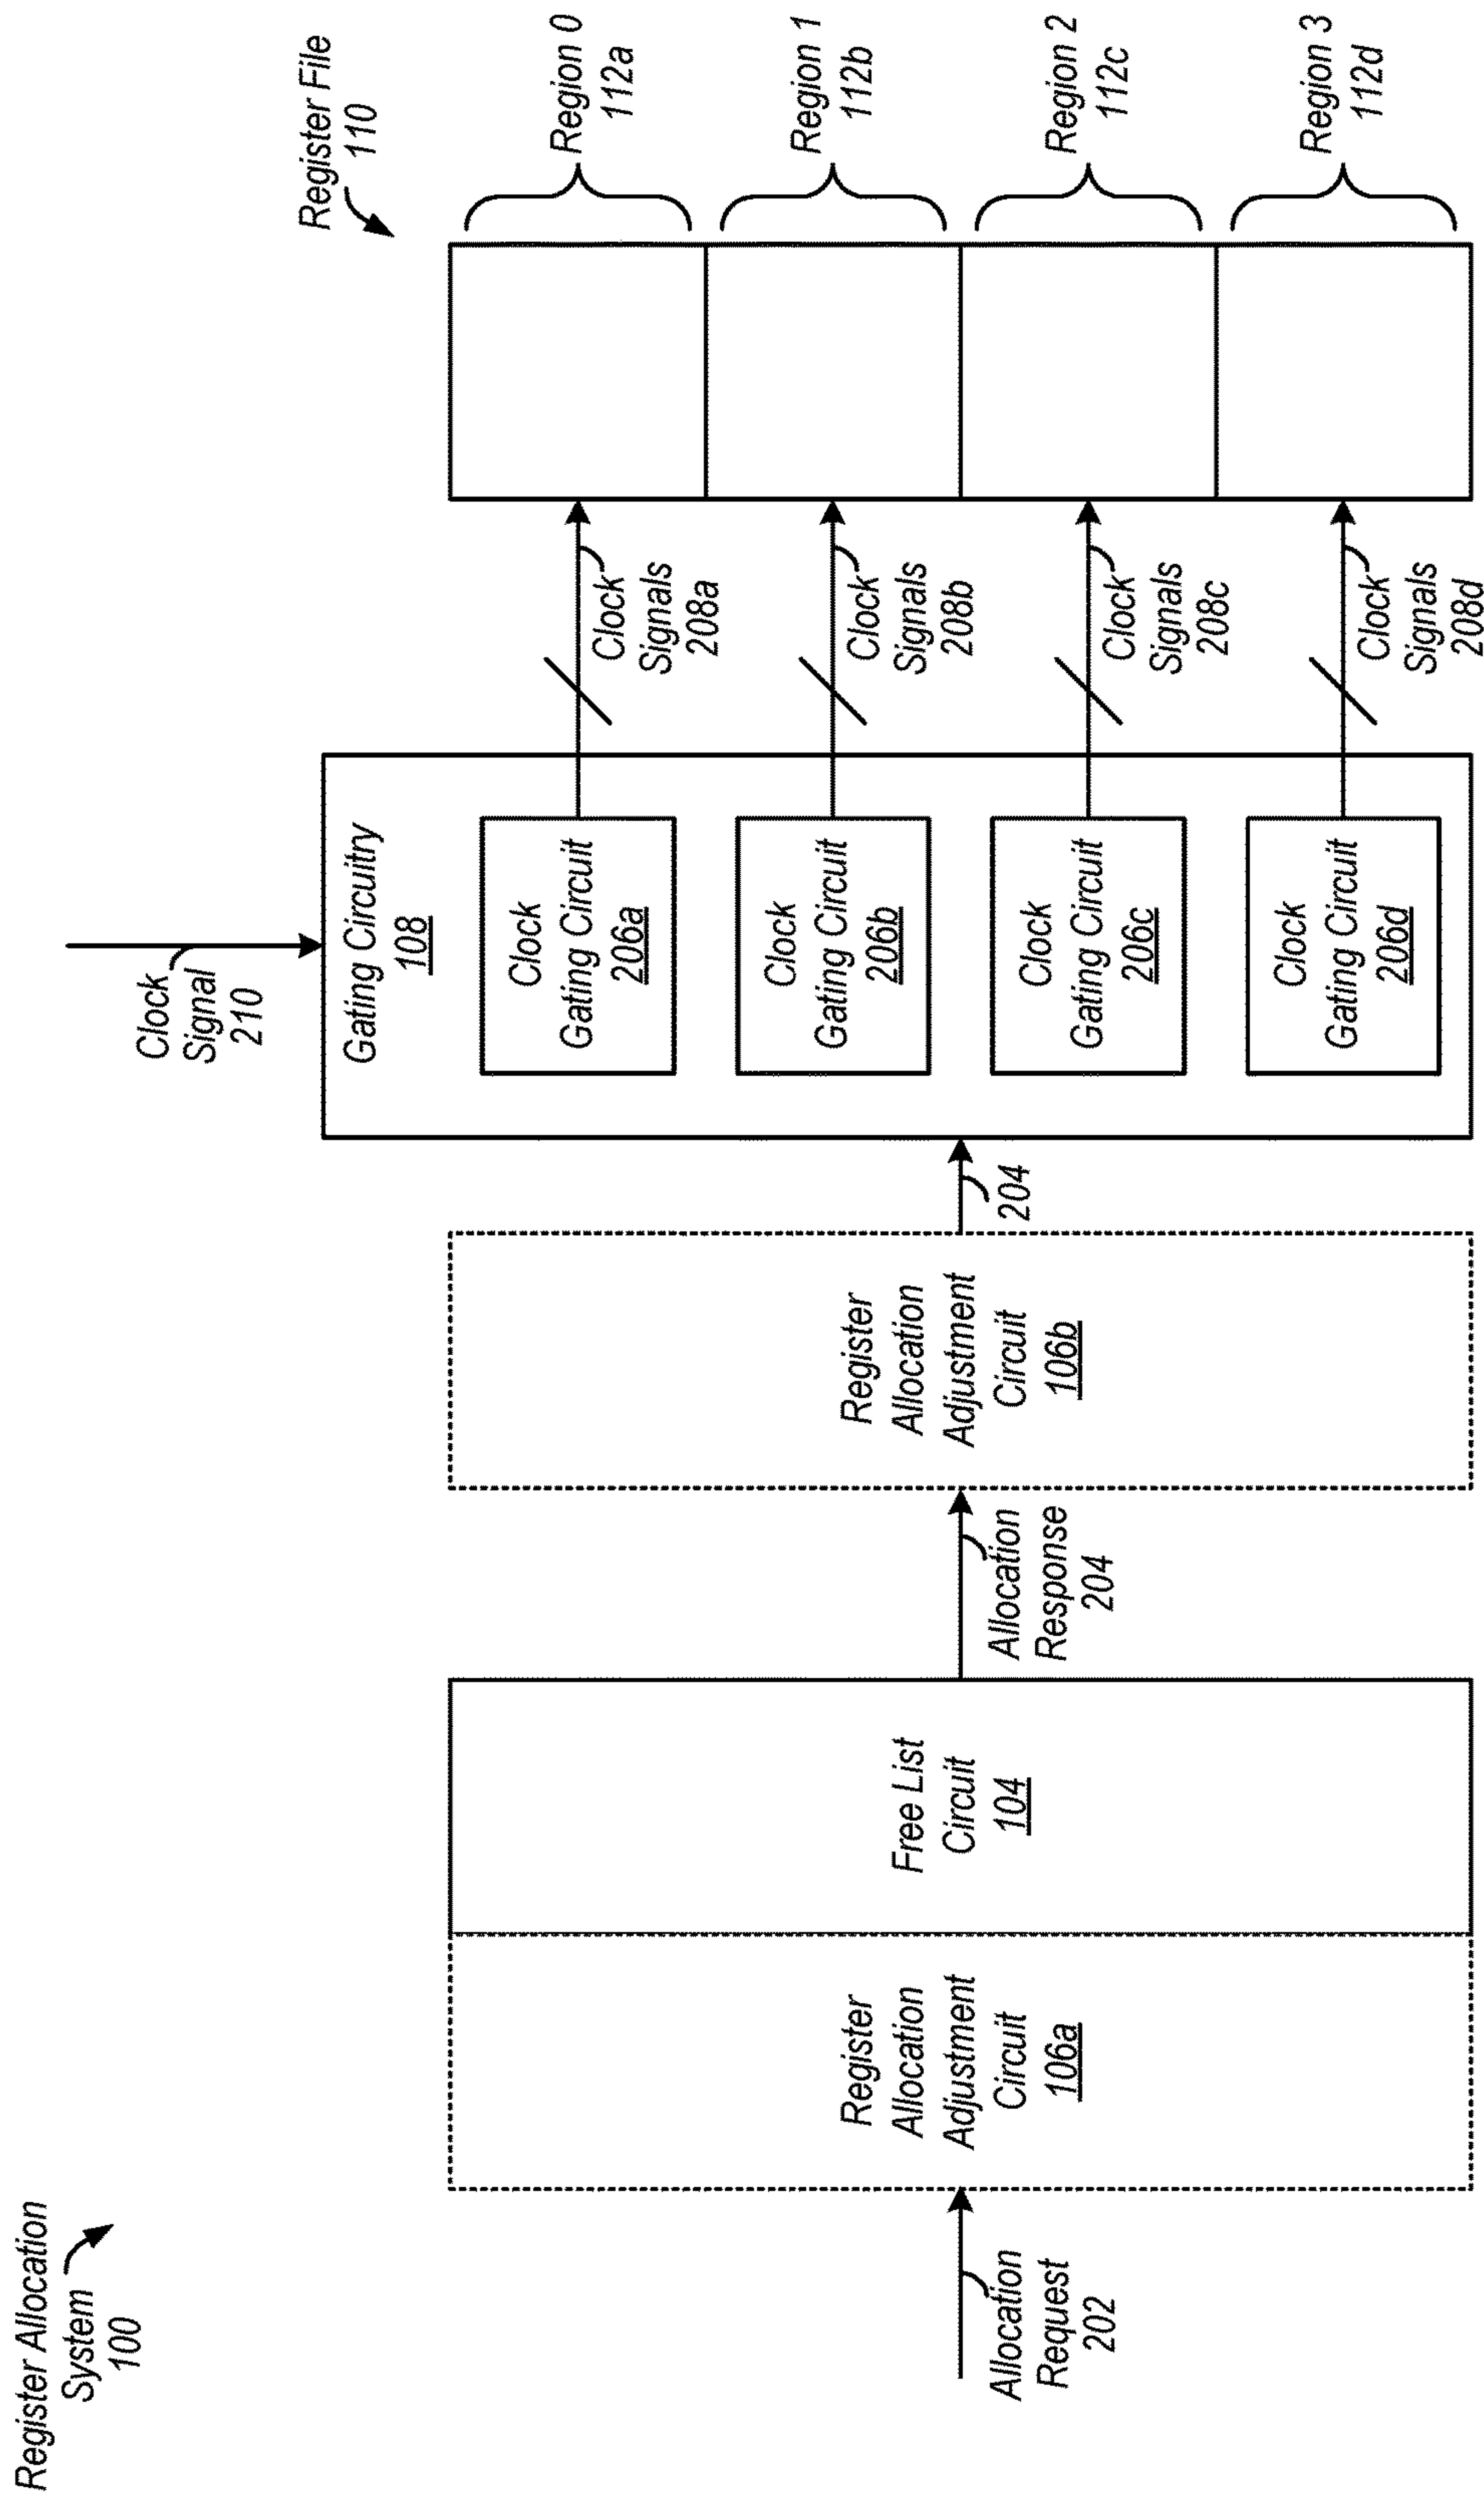 Register Allocation
System
100
Allocation
Request
202
Register
Allocation
Adjustment
Circuit
106a
Free List
Circuit
104
Allocation
Response
204
Register
Allocation
Adjustment
Circuit
106b
204
Clock
Signal
210
Gating Circuitry
108
Clock
Gating Circuit
206a
Clock
Gating Circuit
206b
Clock
Gating Circuit
206c
Clock
Gating Circuit
206d
Clock
Signals
208a
Clock
Signals
208b
Clock
Signals
208c
Clock
Signals
208d
Register File
110
Region 0
112a
Region 1
112b
Region 2
112c
Region 3
112d